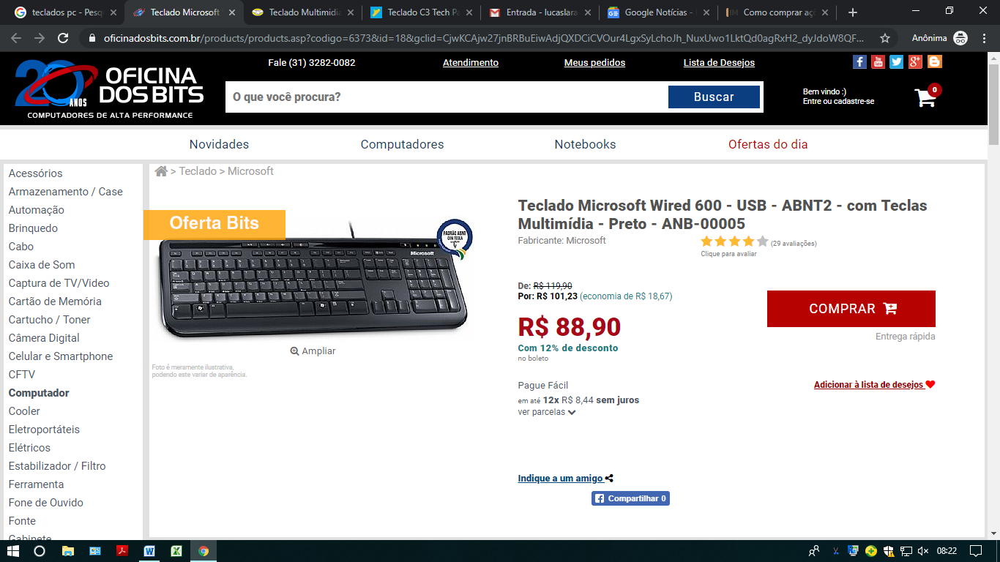 teclados pc - Pesq
Teclado Microsoft
Teclado Multimidia
Teclado C3 Tech Pa
Entrada - lucaslara
Google Notícias -
Como comprar açõ
oficinadosbits.com.br/products/products.asp?codigo=6373&id=18&gclid=CjwKCAjw27jnBRBuEiwAdjQXDCiCVOur4LgxSyLchoJh_NuxUwo1LktQd0agRxH2_dyJdoW8QF...
Anônima
20 ANOS
OFICINA
DOS BITS
COMPUTADORES DE ALTA PERFORMANCE
Fale (31) 3282-0082
Atendimento
Meus pedidos
Lista de Desejos
O que você procura?
Buscar
Bem vindo :)
Entre ou cadastre-se
0
Novidades
Computadores
Notebooks
Ofertas do dia
Acessórios
Armazenamento / Case
Automação
Brinquedo
Cabo
Caixa de Som
Captura de TV/Video
Cartão de Memória
Cartucho / Toner
Câmera Digital
Celular e Smartphone
CFTV
Computador
Cooler
Eletroportáteis
Elétricos
Estabilizador / Filtro
Ferramenta
Fone de Ouvido
Fonte
Gabinete
> Teclado > Microsoft
Oferta Bits
PADRÃO ABNT
COM TECLA
"Ç"
Microsoft
Ampliar
Foto é meramente ilustrativa,
podendo este variar de aparência.
Teclado Microsoft Wired 600 - USB - ABNT2 - com Teclas
Multimídia - Preto - ANB-00005
Fabricante: Microsoft
(29 avaliações)
Clique para avaliar
De: R$ 119,90
Por: R$ 101,23 (economia de R$ 18,67)
R$ 88,90
Com 12% de desconto
no boleto
COMPRAR
Entrega rápida
Pague Fácil
em até 12x R$ 8,44 sem juros
ver parcelas
Adicionar à lista de desejos
Indique a um amigo
Compartilhar 0
08:22